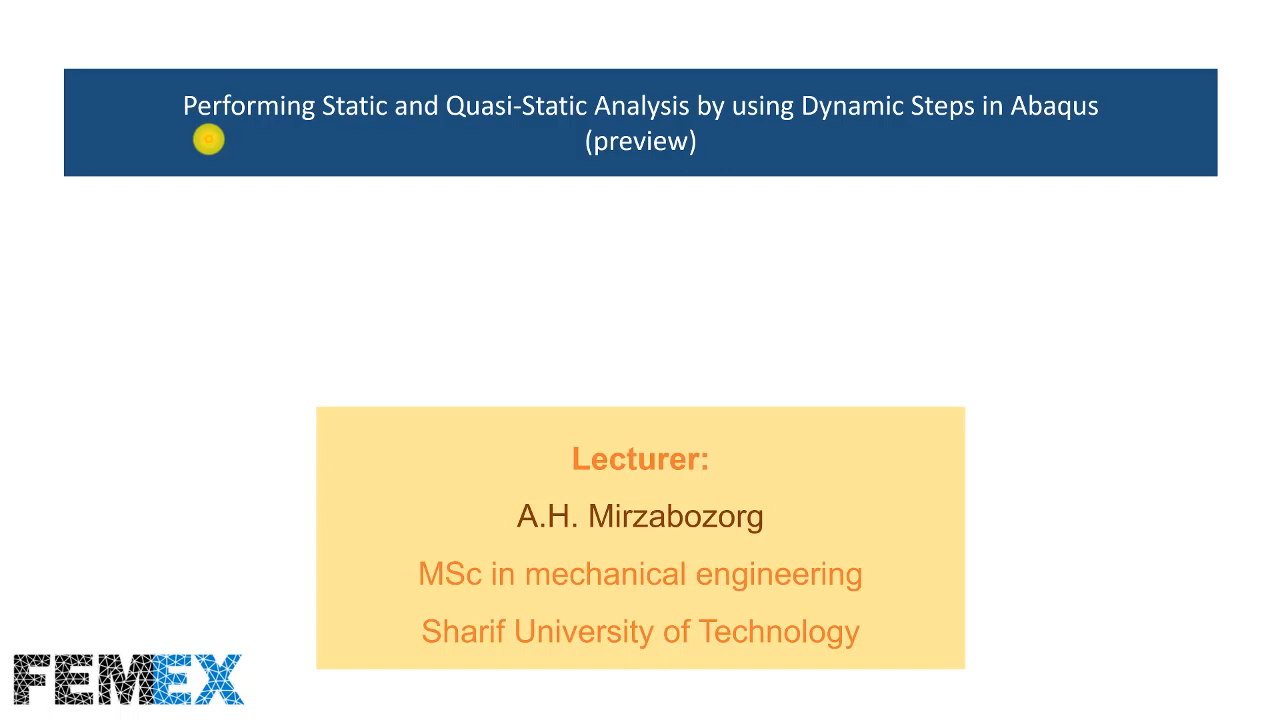 Performing Static and Quasi-Static Analysis by using Dynamic Steps in Abaqus
(preview)
Lecturer:
A.H. Mirzabozorg
MSc in mechanical engineering
Sharif University of Technology
FEMEX